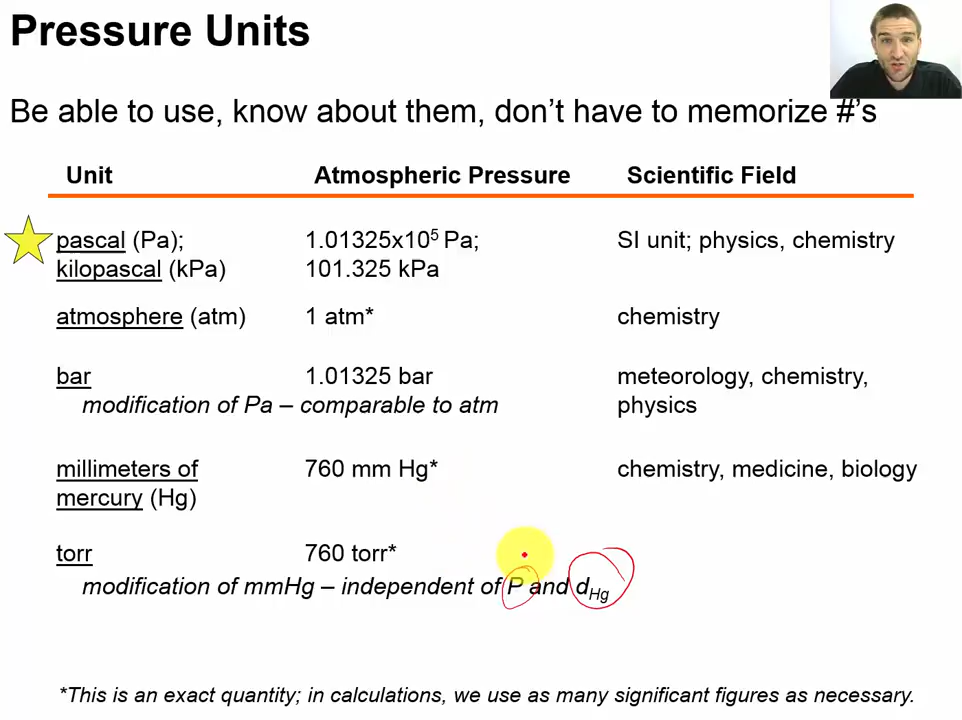 Pressure Units
Be able to use, know about them, don't have to memorize #'s
Unit Atmospheric Pressure Scientific Field
pascal (Pa); 1.01325x10⁵ Pa; SI unit; physics, chemistry
kilopascal (kPa) 101.325 kPa
atmosphere (atm) 1 atm* chemistry
bar 1.01325 bar meteorology, chemistry,
modification of Pa – comparable to atm physics
millimeters of 760 mm Hg* chemistry, medicine, biology
mercury (Hg)
torr 760 torr*
modification of mmHg – independent of P and dHg
*This is an exact quantity; in calculations, we use as many significant figures as necessary.